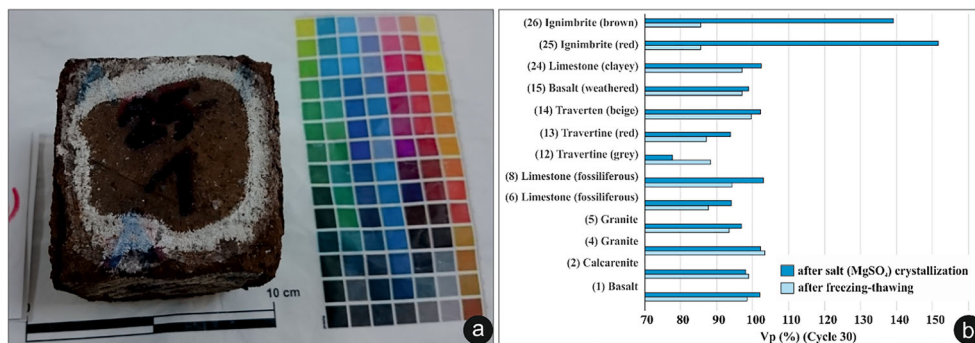 25
1
10 cm
a
(26) Ignimbrite (brown)
(25) Ignimbrite (red)
(24) Limestone (clayey)
(15) Basalt (weathered)
(14) Traverten (beige)
(13) Travertine (red)
(12) Travertine (grey)
(8) Limestone (fossiliferous)
(6) Limestone (fossiliferous)
(5) Granite
(4) Granite
(2) Calcarenite
(1) Basalt
after salt (MgSO₄) crystallization
after freezing-thawing
70 80 90 100 110 120 130 140 150
Vp (%) (Cycle 30)
b